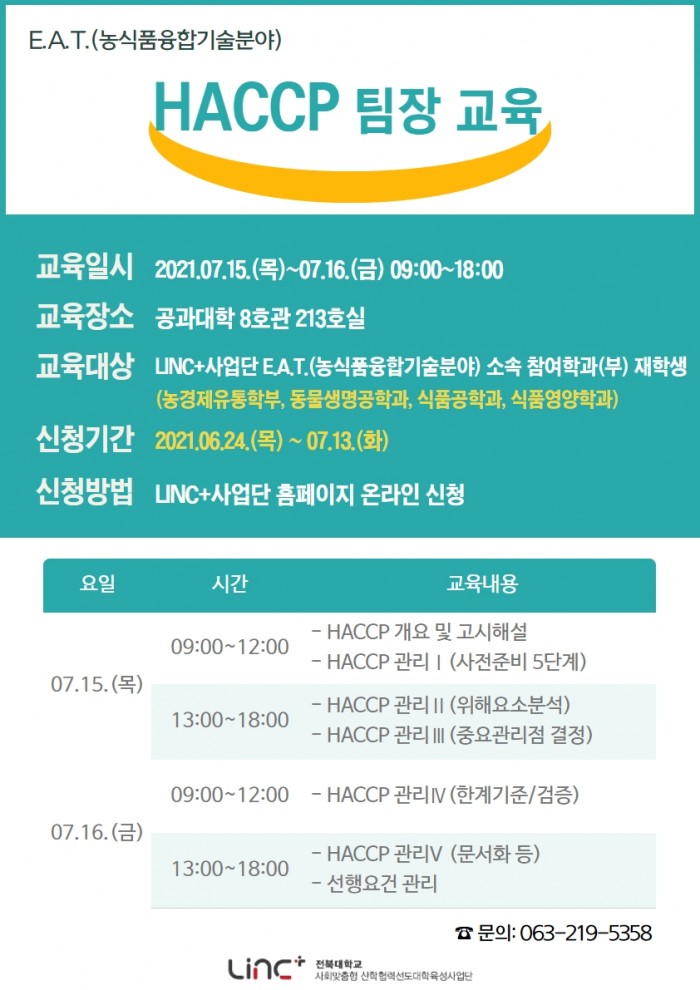 E.A.T.(농식품융합기술분야)
HACCP 팀장 교육
교육일시 2021.07.15.(목)~07.16.(금) 09:00~18:00
교육장소 공과대학 8호관 213호실
교육대상 LINC+사업단 E.A.T.(농식품융합기술분야) 소속 참여학과(부) 재학생
(농경제유통학부, 동물생명공학과, 식품공학과, 식품영양학과)
신청기간 2021.06.24.(목) ~ 07.13.(화)
신청방법 LINC+사업단 홈페이지 온라인 신청
요일 시간 교육내용
07.15.(목)
09:00~12:00
- HACCP 개요 및 고시해설
- HACCP 관리Ⅰ (사전준비 5단계)
13:00~18:00
- HACCP 관리Ⅱ (위해요소분석)
- HACCP 관리Ⅲ (중요관리점 결정)
07.16.(금)
09:00~12:00
- HACCP 관리Ⅳ (한계기준/검증)
13:00~18:00
- HACCP 관리Ⅴ (문서화 등)
- 선행요건 관리
☎ 문의: 063-219-5358
LINC+
전북대학교
사회맞춤형 산학협력선도대학육성사업단